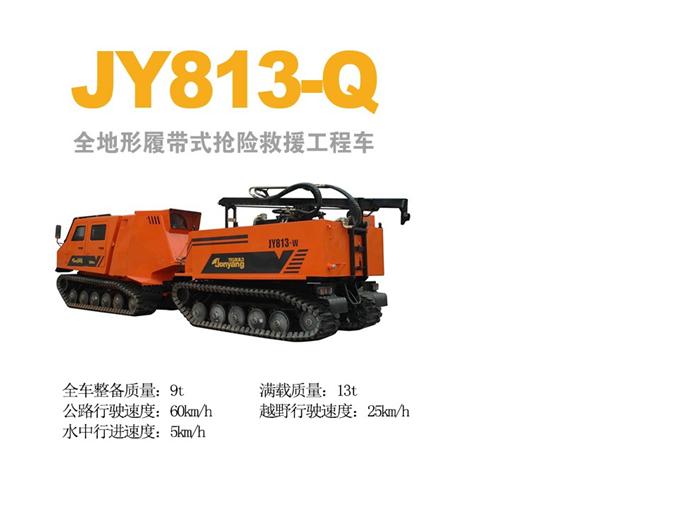 JY813-Q
全地形履带式抢险救援工程车
JY813-W
Jonyang
全车整备质量：9t 满载质量：13t
公路行驶速度：60km/h 越野行驶速度：25km/h
水中行进速度：5km/h